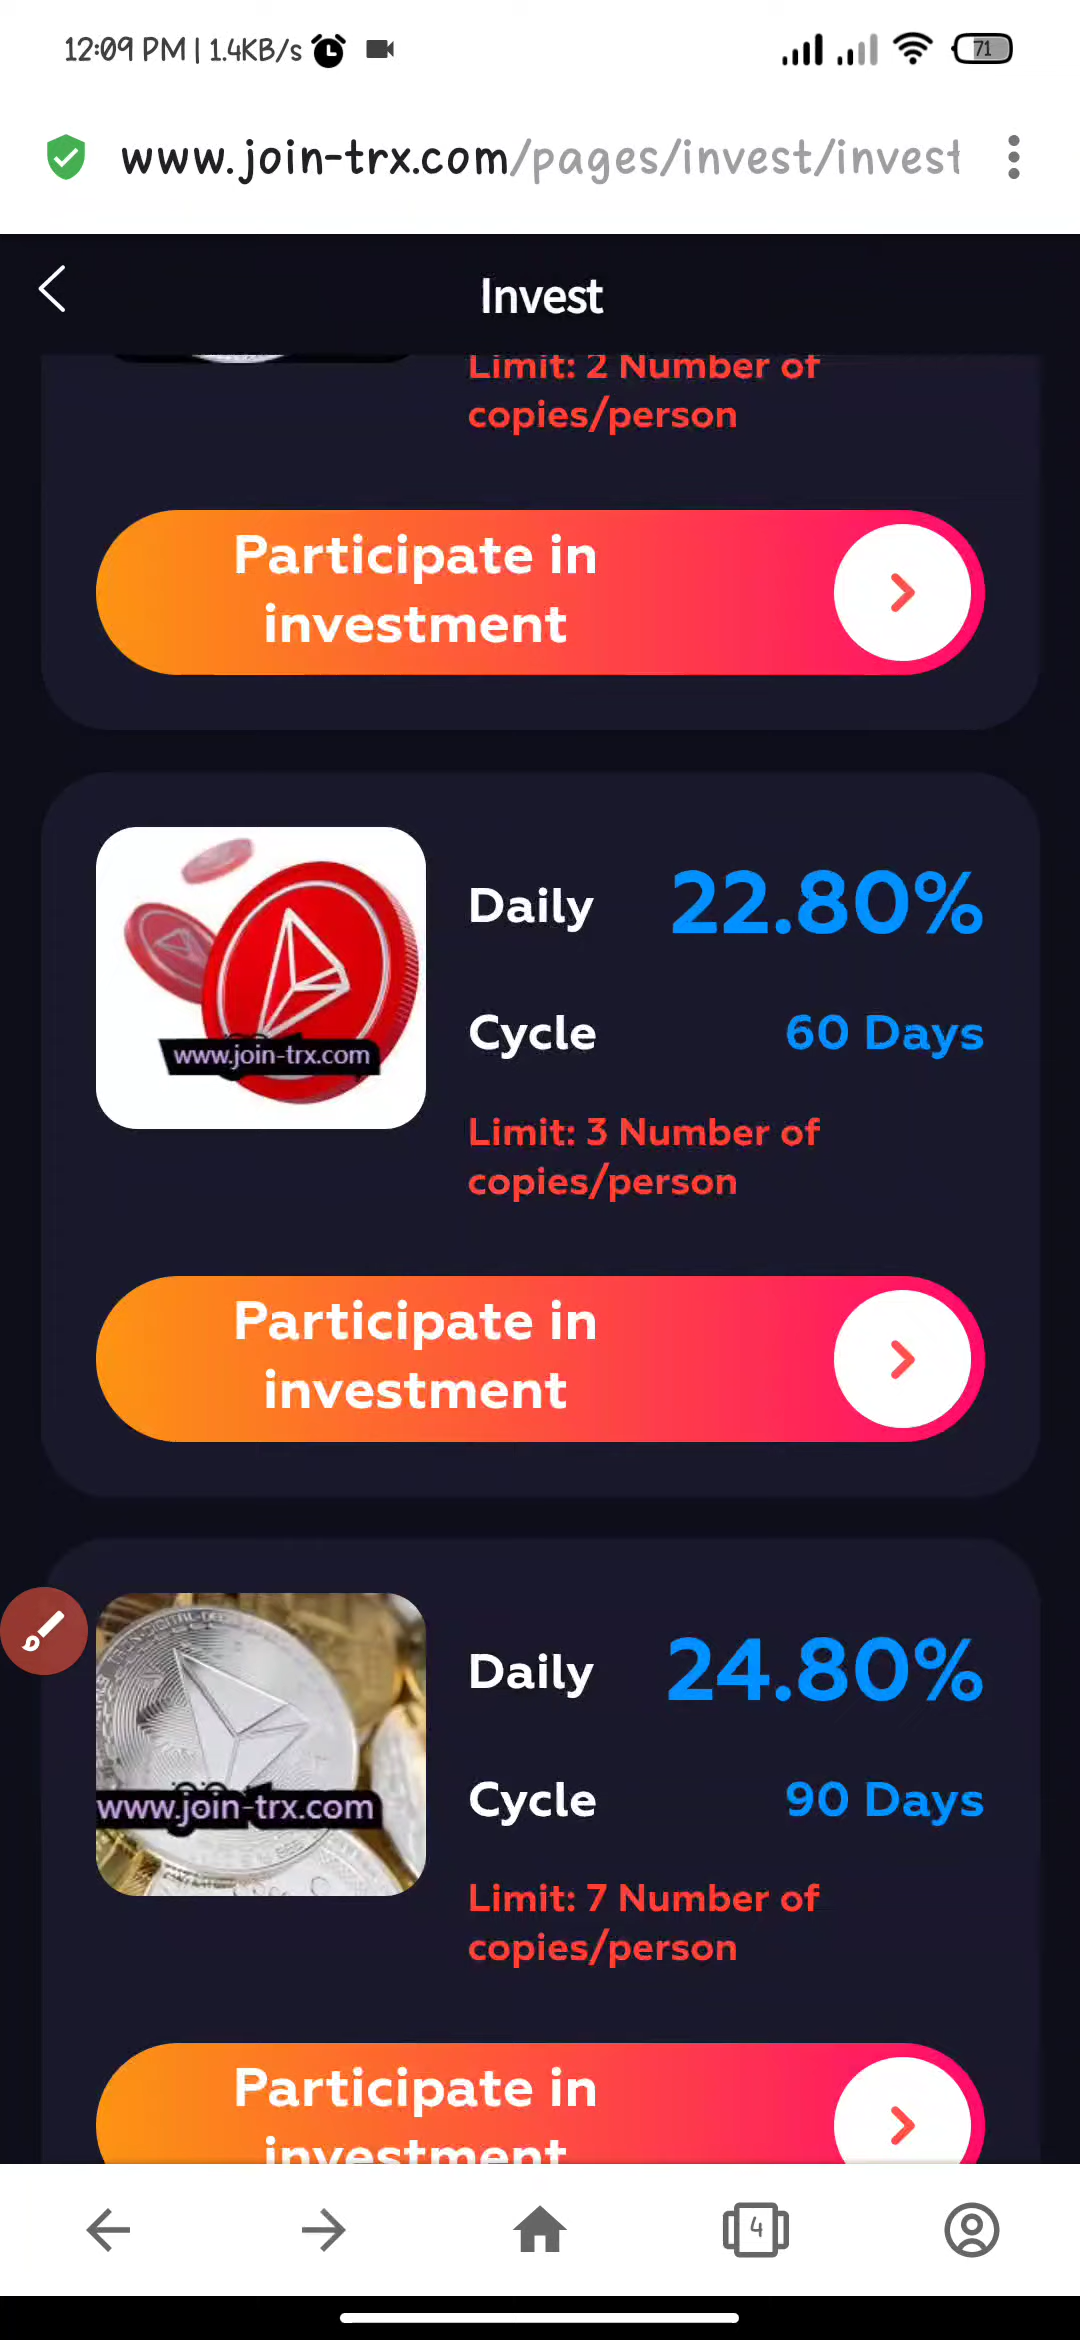 12:09 PM | 1.4KB/s
71
www.join-trx.com/pages/invest/invest
Invest
Limit: 2 Number of
copies/person
Participate in
investment
Daily 22.80%
www.join-trx.com
Cycle 60 Days
Limit: 3 Number of
copies/person
Participate in
investment
Daily 24.80%
www.join-trx.com
Cycle 90 Days
Limit: 7 Number of
copies/person
Participate in
investment
4